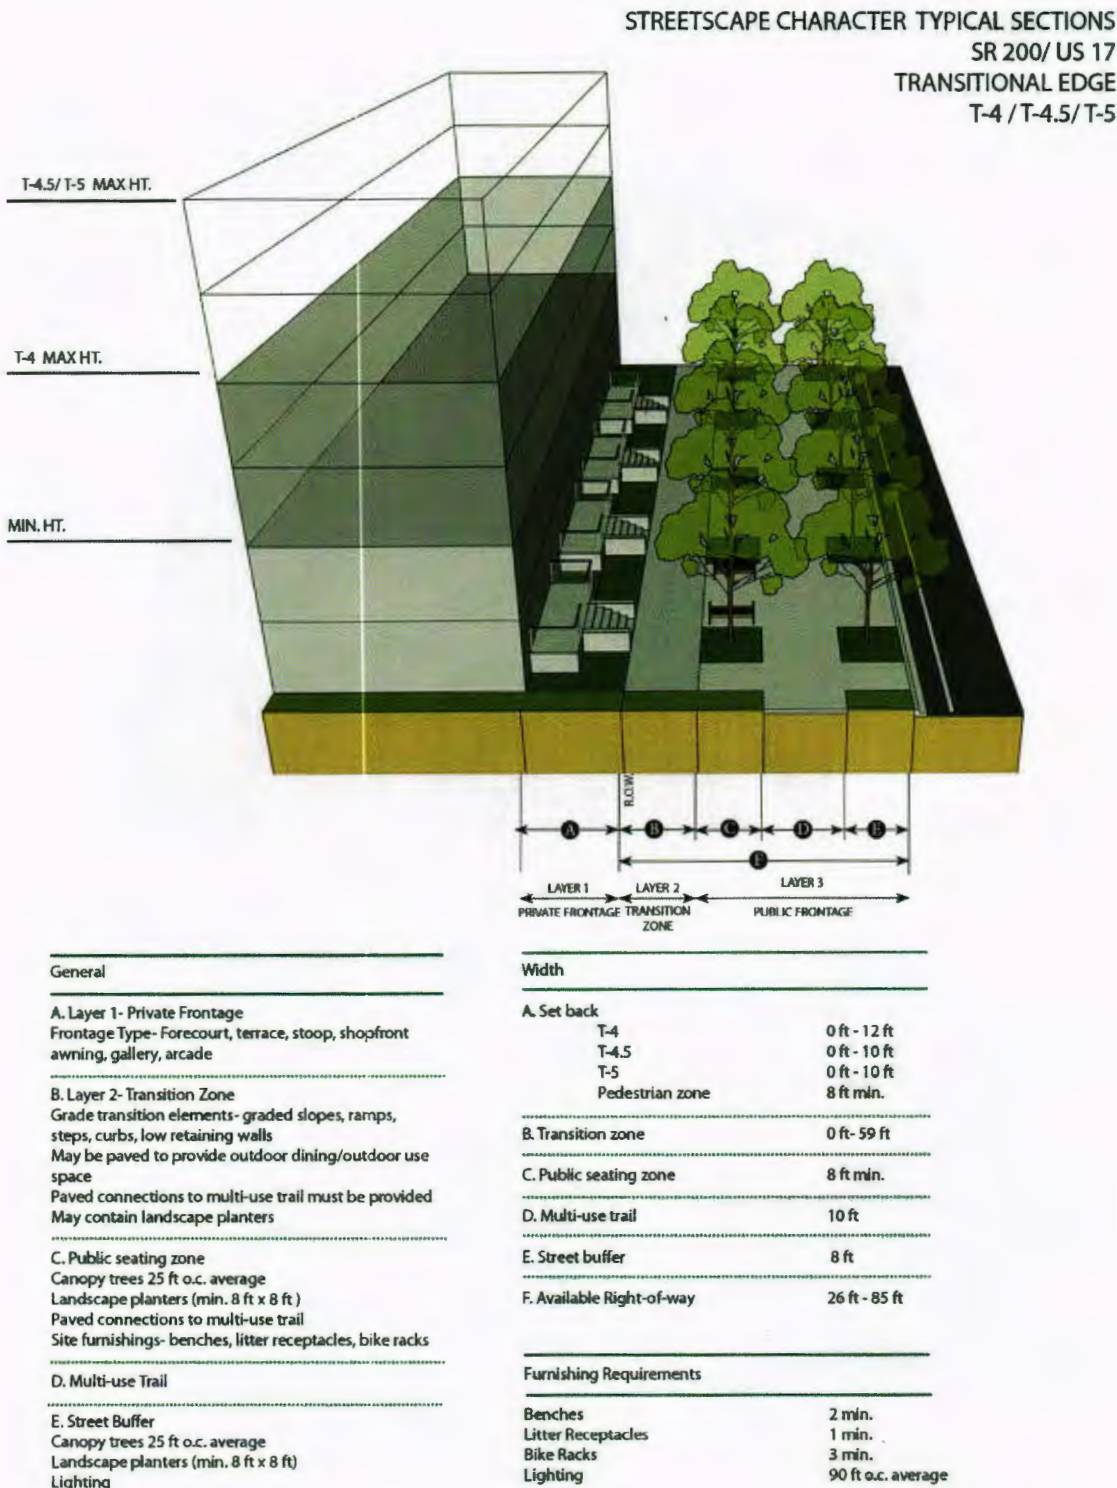 STREETSCAPE CHARACTER TYPICAL SECTIONS
SR 200/ US 17
TRANSITIONAL EDGE
T-4 / T-4.5/ T-5
T-4.5/ T-5 MAX HT.
T-4 MAX HT.
MIN. HT.
R.O.W.
A
B
C
D
E
F
LAYER 1
LAYER 2
LAYER 3
PRIVATE FRONTAGE
TRANSITION
ZONE
PUBLIC FRONTAGE
General
A. Layer 1- Private Frontage
Frontage Type- Forecourt, terrace, stoop, shopfront
awning, gallery, arcade
B. Layer 2- Transition Zone
Grade transition elements- graded slopes, ramps,
steps, curbs, low retaining walls
May be paved to provide outdoor dining/outdoor use
space
Paved connections to multi-use trail must be provided
May contain landscape planters
C. Public seating zone
Canopy trees 25 ft o.c. average
Landscape planters (min. 8 ft x 8 ft )
Paved connections to multi-use trail
Site furnishings- benches, litter receptacles, bike racks
D. Multi-use Trail
E. Street Buffer
Canopy trees 25 ft o.c. average
Landscape planters (min. 8 ft x 8 ft)
Lighting
Width
A. Set back
T-4 0 ft - 12 ft
T-4.5 0 ft - 10 ft
T-5 0 ft - 10 ft
Pedestrian zone 8 ft min.
B. Transition zone 0 ft- 59 ft
C. Public seating zone 8 ft min.
D. Multi-use trail 10 ft
E. Street buffer 8 ft
F. Available Right-of-way 26 ft - 85 ft
Furnishing Requirements
Benches 2 min.
Litter Receptacles 1 min.
Bike Racks 3 min.
Lighting 90 ft o.c. average